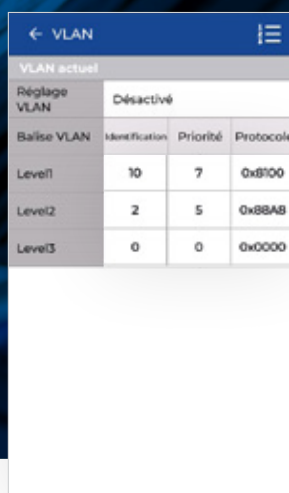 ← VLAN
VLAN actuel
Réglage VLAN Désactivé
Balise VLAN Identification Priorité Protocole
Level1 10 7 0x8100
Level2 2 5 0x88A8
Level3 0 0 0x0000